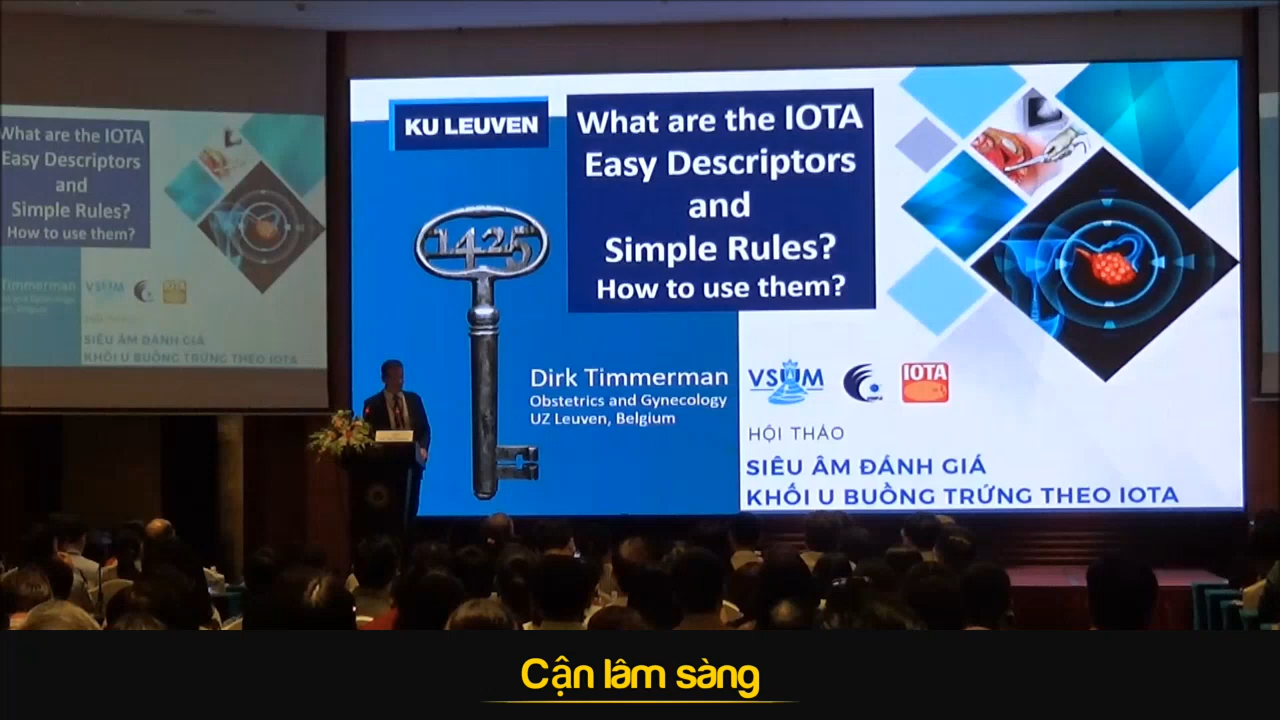 What are the IOTA
Easy Descriptors
and
Simple Rules?
How to use them?
Timmerman
VSUM
IOTA
SIÊU ÂM ĐÁNH GIÁ
KHỐI U BUỒNG TRỨNG THEO IOTA
KU LEUVEN
What are the IOTA
Easy Descriptors
and
Simple Rules?
How to use them?
1425
Dirk Timmerman
Obstetrics and Gynecology
UZ Leuven, Belgium
VSUM
IOTA
HỘI THẢO
SIÊU ÂM ĐÁNH GIÁ
KHỐI U BUỒNG TRỨNG THEO IOTA
Cận lâm sàng